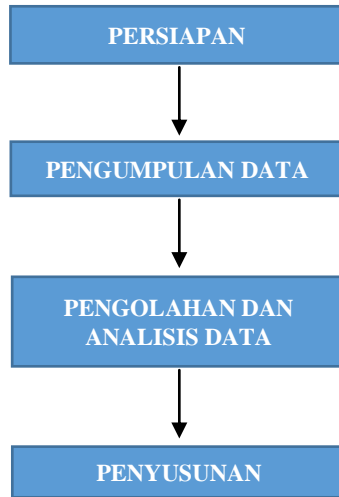 PERSIAPAN
PENGUMPULAN DATA
PENGOLAHAN DAN
ANALISIS DATA
PENYUSUNAN